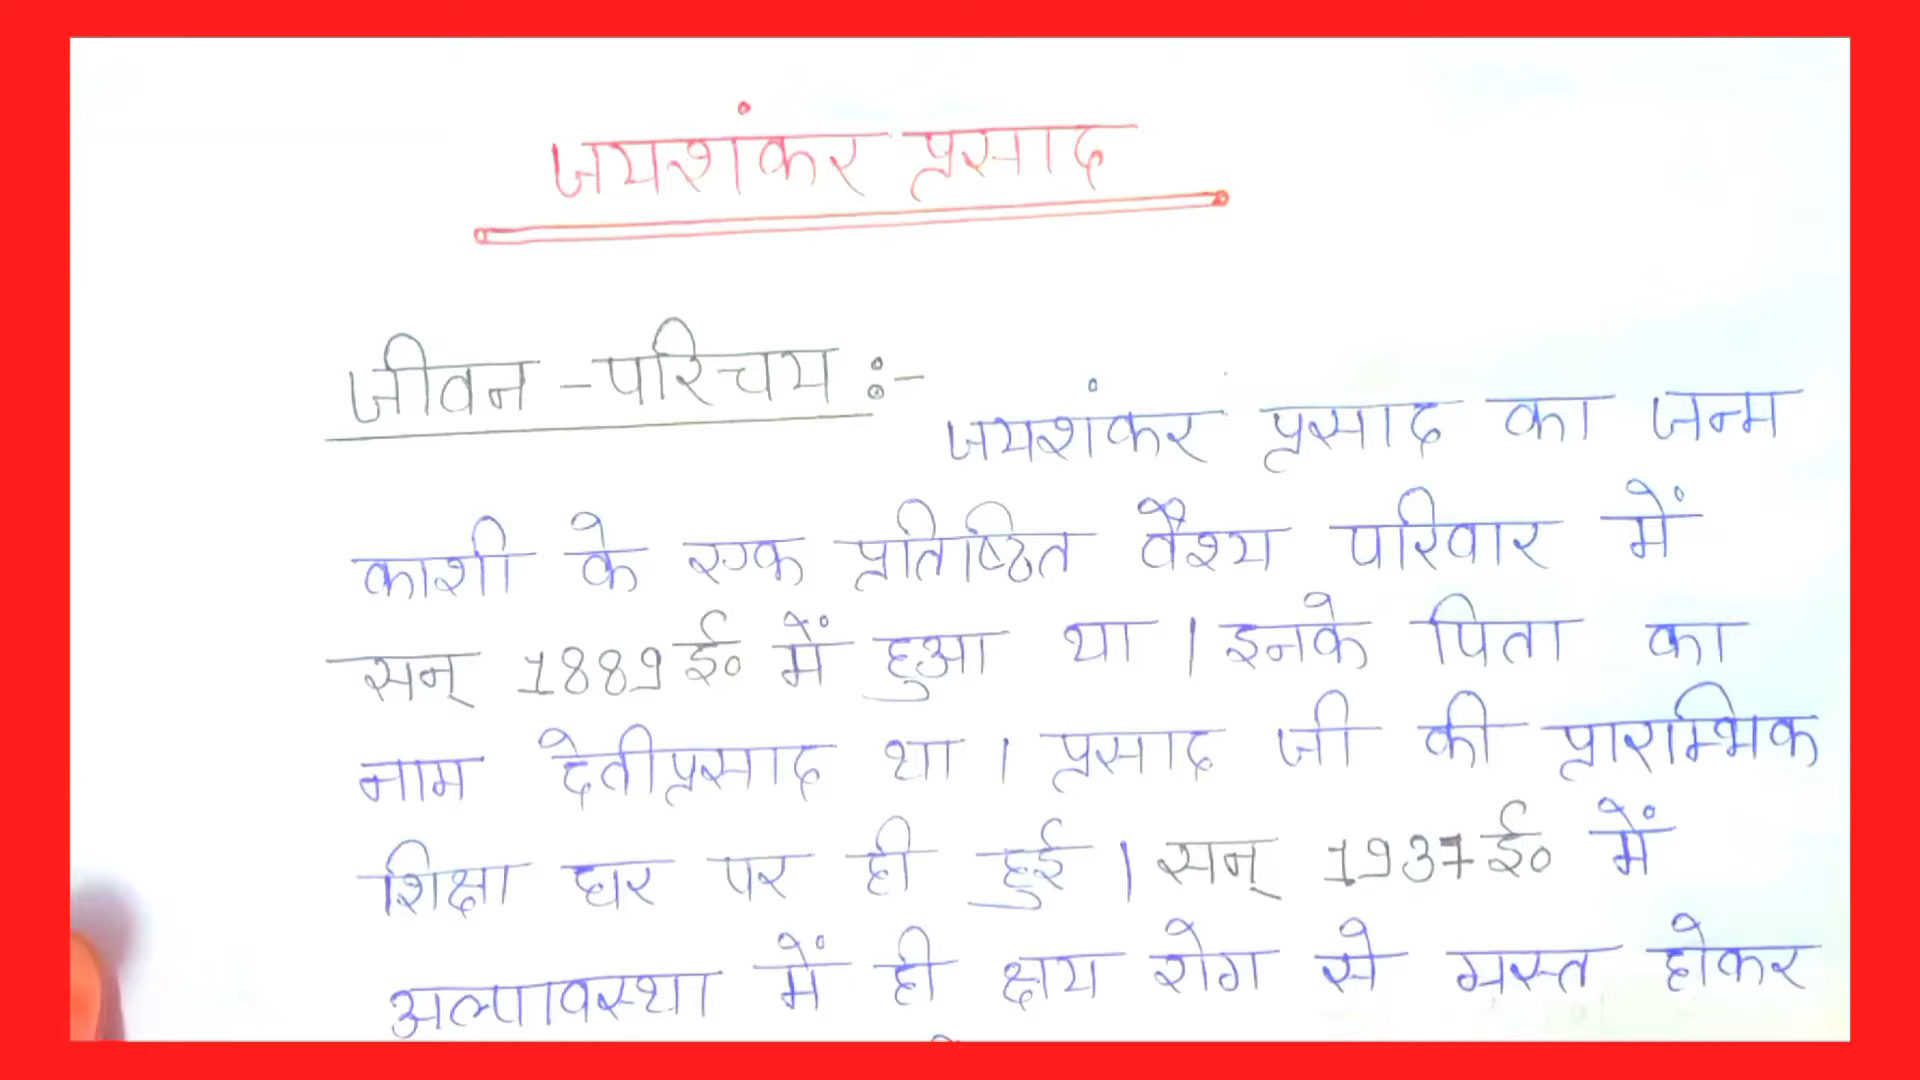 जयशंकर प्रसाद
जीवन - परिचय :-
जयशंकर प्रसाद का जन्म
काशी के एक प्रतिष्ठित वैश्य परिवार में
सन् 1889 ई० में हुआ था । इनके पिता का
नाम देवीप्रसाद था । प्रसाद जी की प्रारम्भिक
शिक्षा घर पर ही हुई । सन् 1937 ई० में
अल्पावस्था में ही क्षय रोग से ग्रस्त होकर